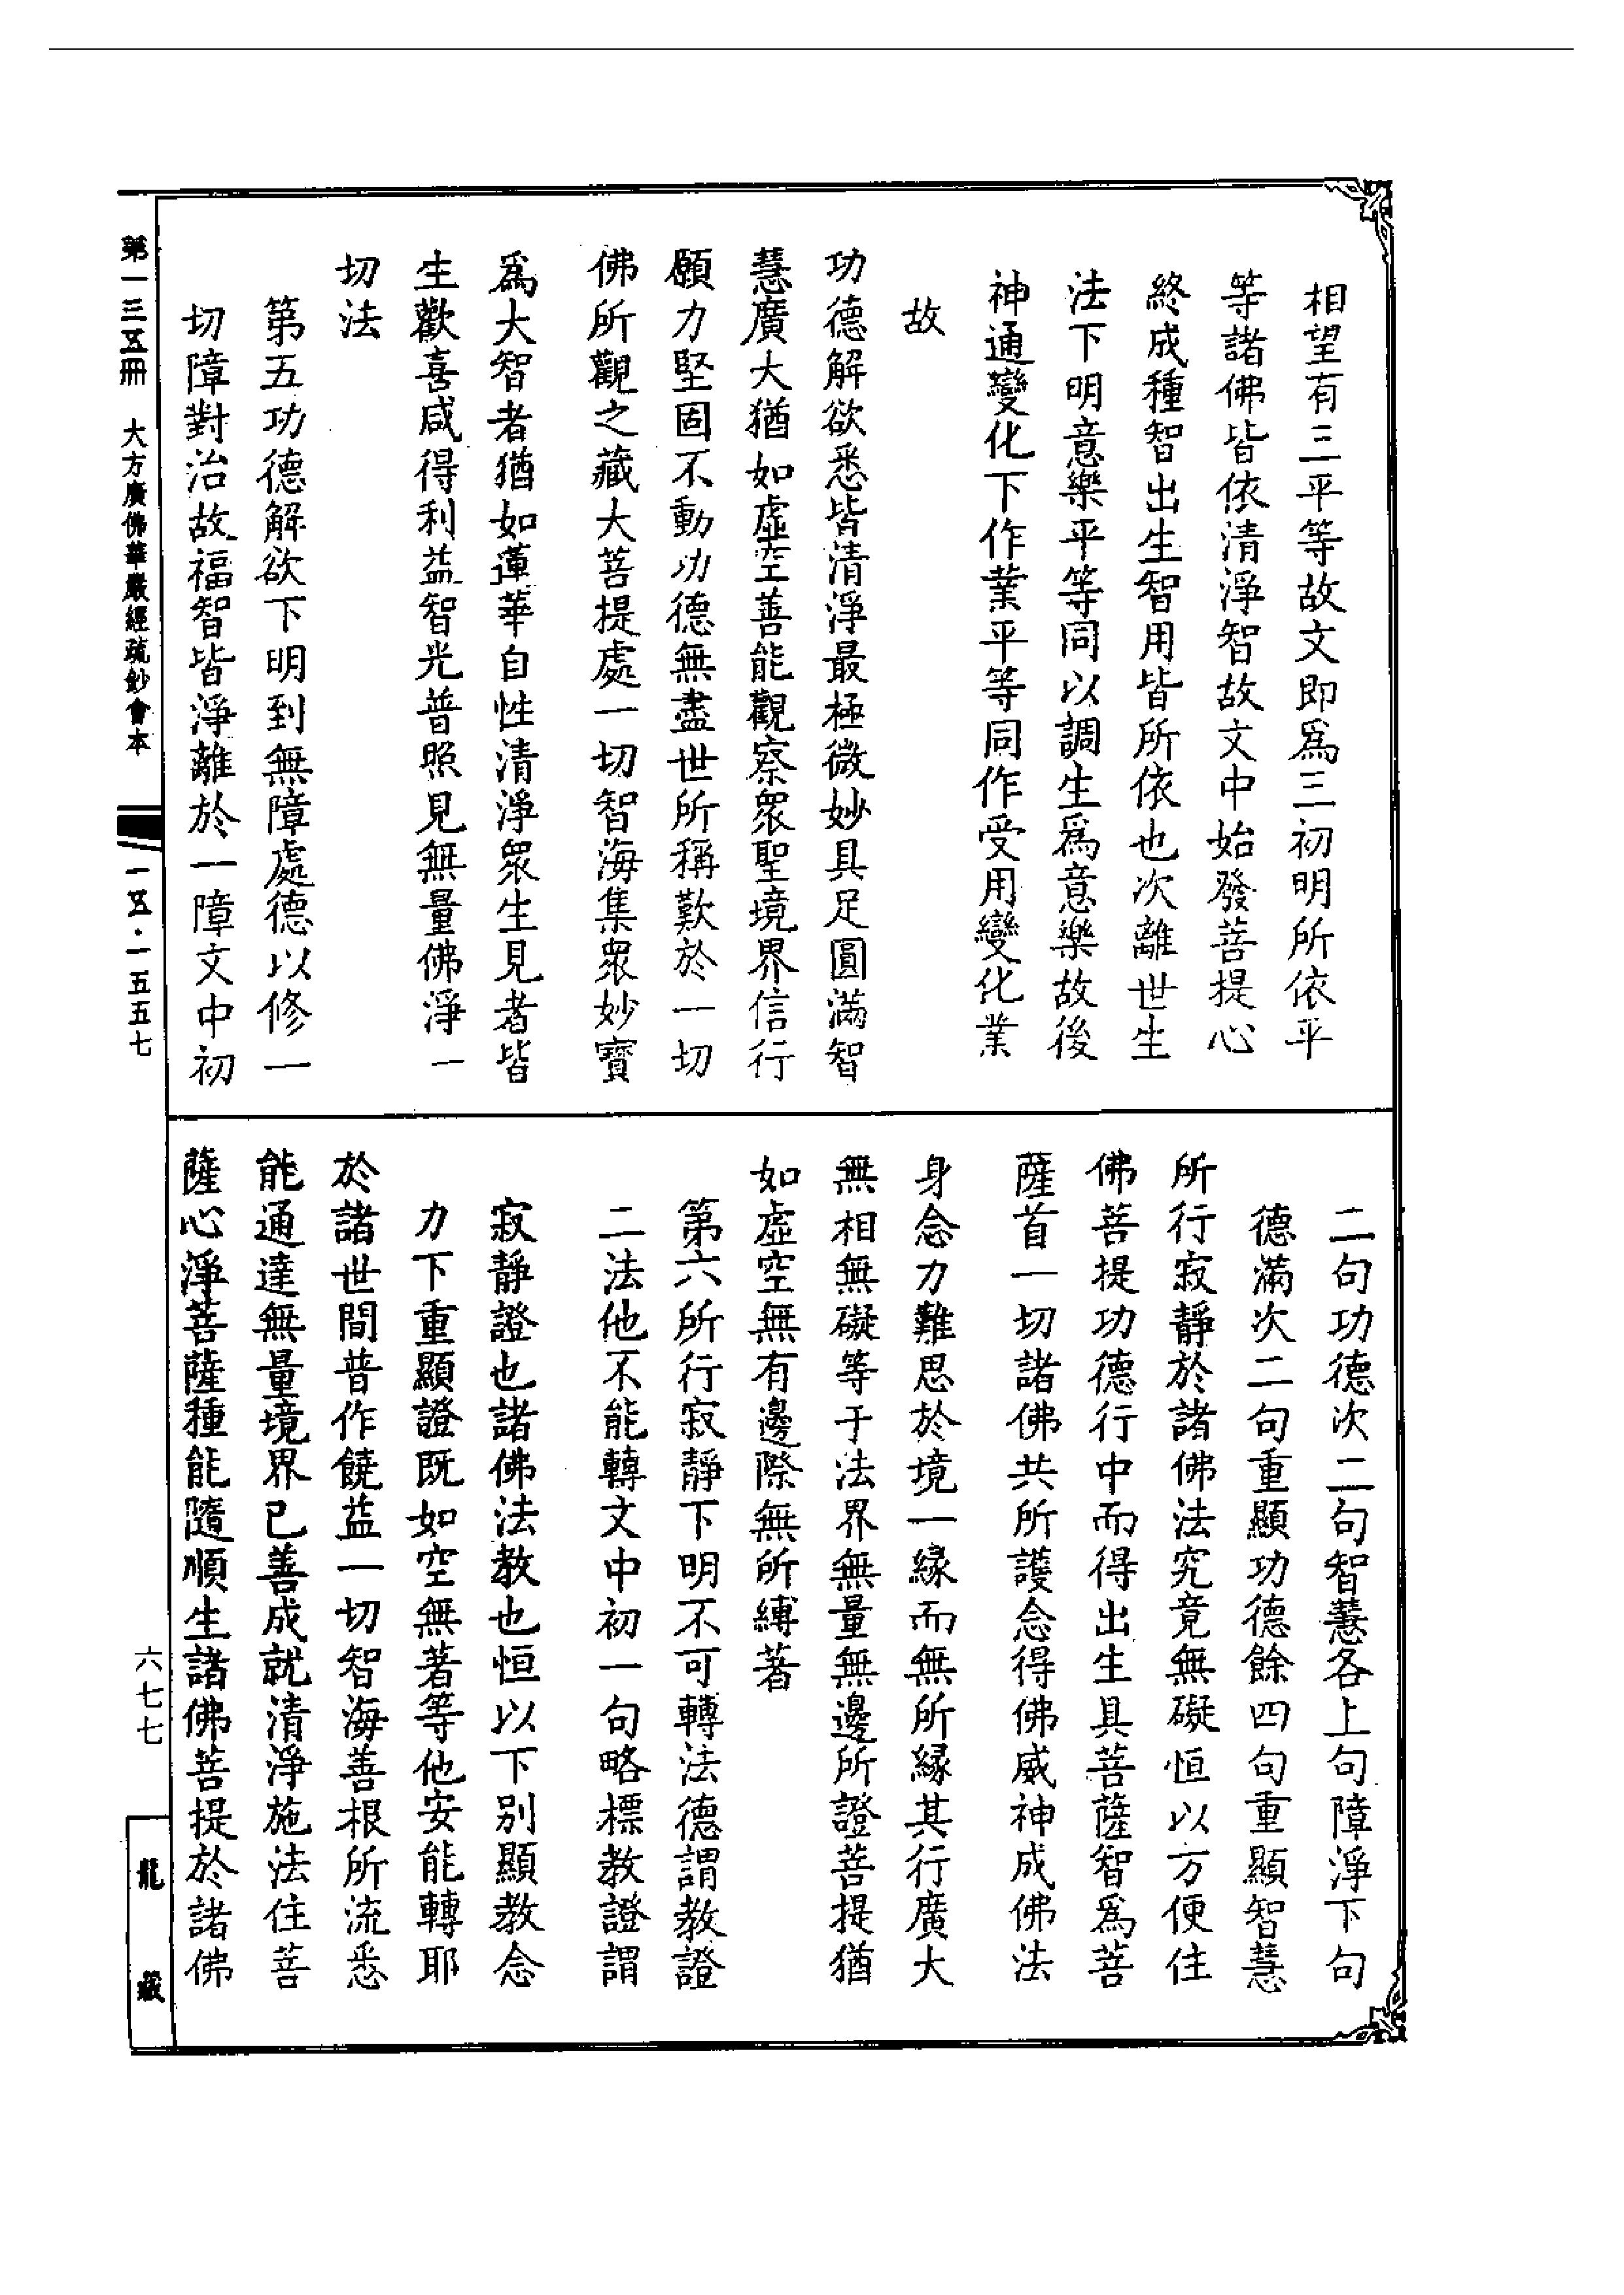 相望有三平等故文即爲三初明所依平
等諸佛皆依清淨智故文中始發菩提心
終成種智出生智用皆所依也次離世生
法下明意樂平等同以調生爲意樂故後
神通變化下作業平等同作受用變化業
故
功德解欲悉皆清淨最極微妙具足圓滿智
慧廣大猶如虛空善能觀察衆聖境界信行
願力堅固不動功德無盡世所稱歎於一切
佛所觀之藏大菩提處一切智海集衆妙寶
爲大智者猶如蓮華自性清淨衆生見者皆
生歡喜咸得利益智光普照見無量佛淨一
切法
第五功德解欲下明到無障處德以修一
切障對治故福智皆淨離於一障文中初
二句功德次二句智慧各上句障淨下句
德滿次二句重顯功德餘四句重顯智慧
所行寂靜於諸佛法究竟無礙恒以方便住
佛菩提功德行中而得出生具菩薩智爲菩
薩首一切諸佛共所護念得佛威神成佛法
身念力難思於境一緣而無所緣其行廣大
無相無礙等于法界無量無邊所證菩提猶
如虛空無有邊際無所縛著
第六所行寂靜下明不可轉法德謂教證
二法他不能轉文中初一句略標教證謂
寂靜證也諸佛法教也恒以下別顯教念
力下重顯證既如空無著等他安能轉耶
於諸世間普作饒益一切智海善根所流悉
能通達無量境界已善成就清淨施法住菩
薩心淨菩薩種能隨順生諸佛菩提於諸佛
第一三五冊　大方廣佛華嚴經疏鈔會本
一五·一五五七
六七七
龍藏